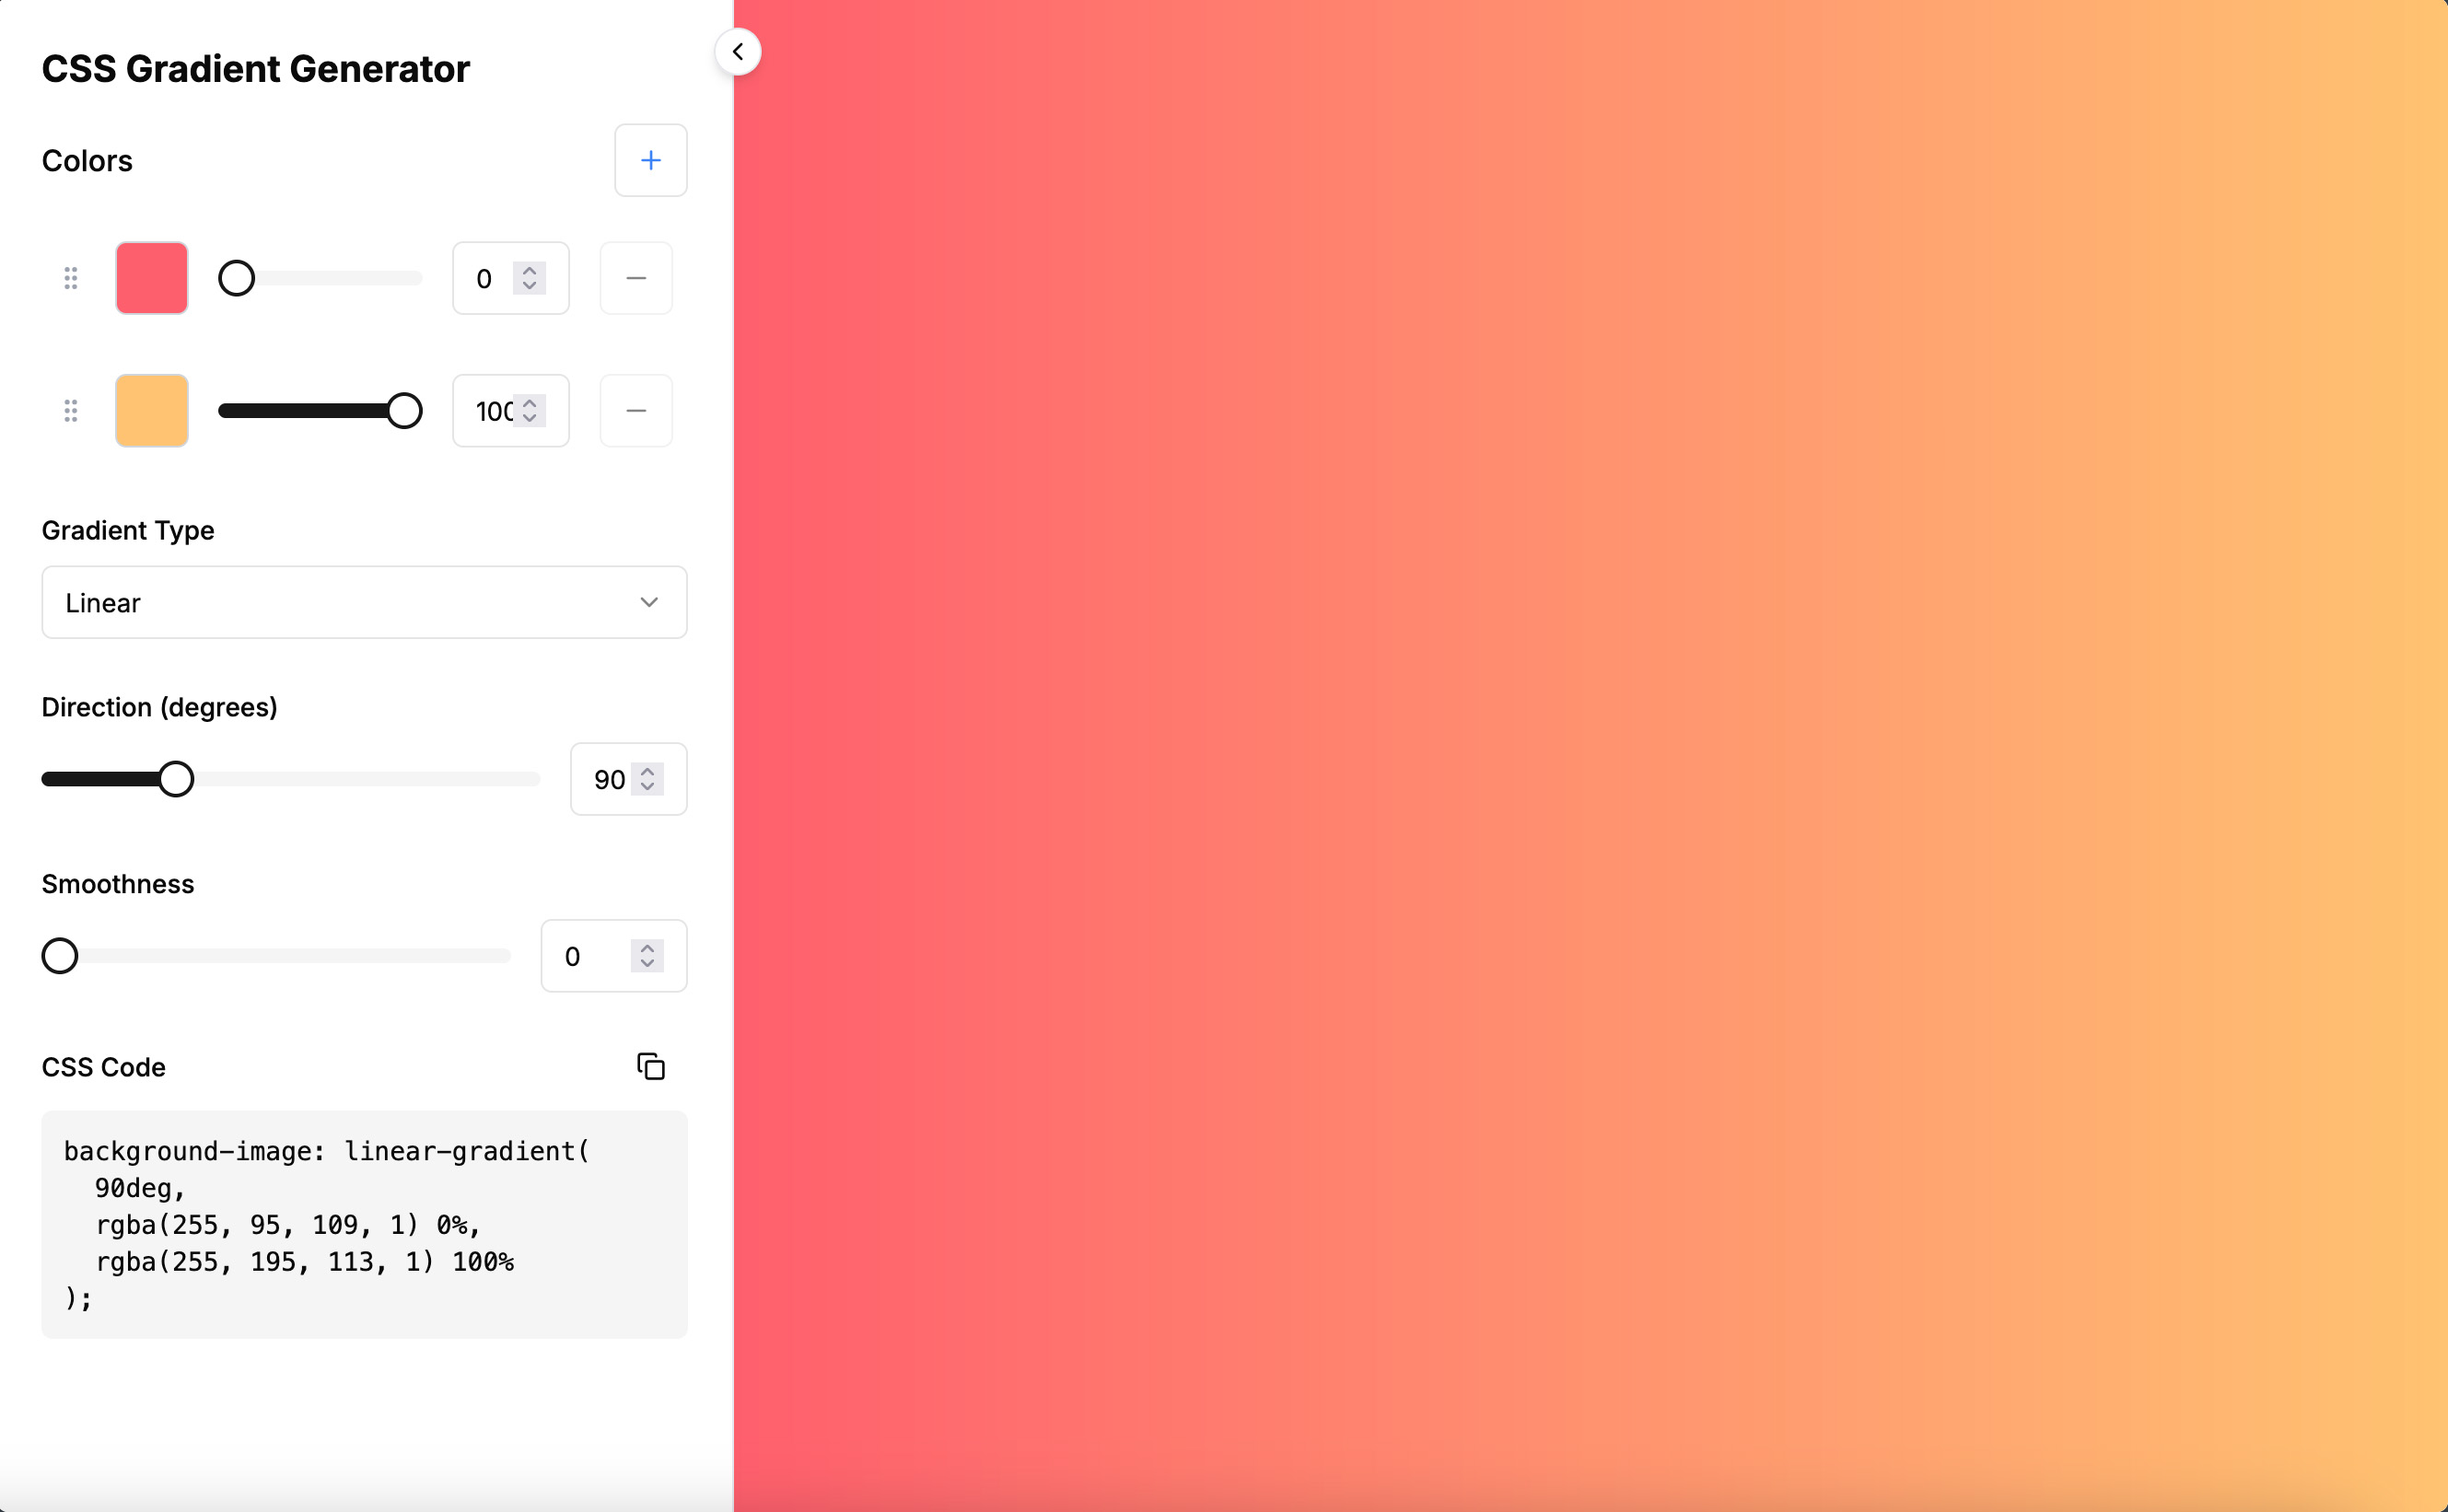 CSS Gradient Generator
Colors
0
100
Gradient Type
Linear
Direction (degrees)
90
Smoothness
0
CSS Code
background-image: linear-gradient(
  90deg,
  rgba(255, 95, 109, 1) 0%,
  rgba(255, 195, 113, 1) 100%
);